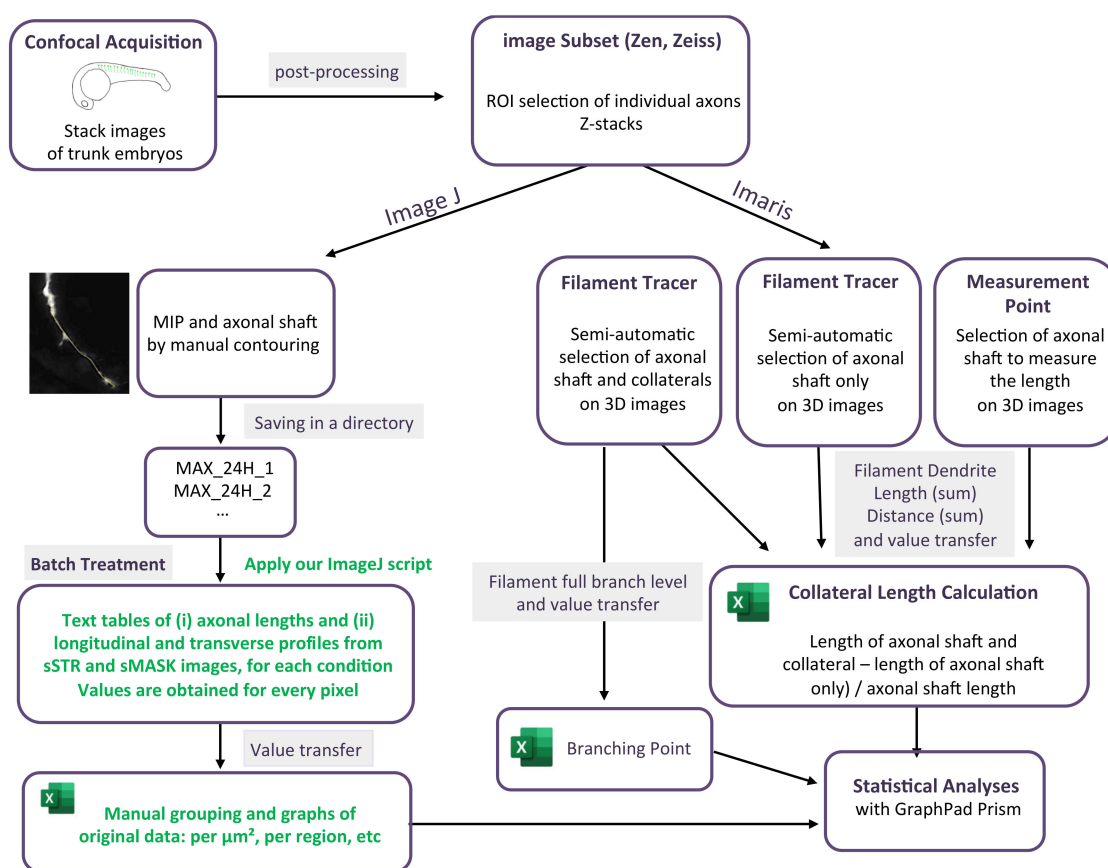 Confocal Acquisition
Stack images
of trunk embryos
post-processing
image Subset (Zen, Zeiss)
ROI selection of individual axons
Z-stacks
Image J
Imaris
MIP and axonal shaft
by manual contouring
Saving in a directory
MAX_24H_1
MAX_24H_2
...
Batch Treatment
Apply our ImageJ script
Text tables of (i) axonal lengths and (ii)
longitudinal and transverse profiles from
sSTR and sMASK images, for each condition
Values are obtained for every pixel
Value transfer
X
Manual grouping and graphs of
original data: per µm², per region, etc
Filament Tracer
Semi-automatic
selection of axonal
shaft and collaterals
on 3D images
Filament Tracer
Semi-automatic
selection of axonal
shaft only
on 3D images
Measurement
Point
Selection of axonal
shaft to measure
the length
on 3D images
Filament Dendrite
Length (sum)
Distance (sum)
and value transfer
Filament full branch level
and value transfer
X
Collateral Length Calculation
Length of axonal shaft and
collateral – length of axonal shaft
only) / axonal shaft length
X
Branching Point
Statistical Analyses
with GraphPad Prism